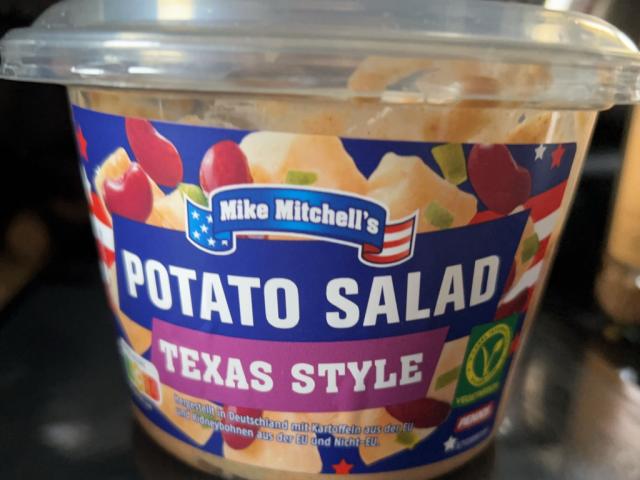 Mike Mitchell's
POTATO SALAD
TEXAS STYLE
Hergestellt in Deutschland mit Kartoffeln aus der EU
und Kidneybohnen aus der EU und Nicht-EU.
PENNY.